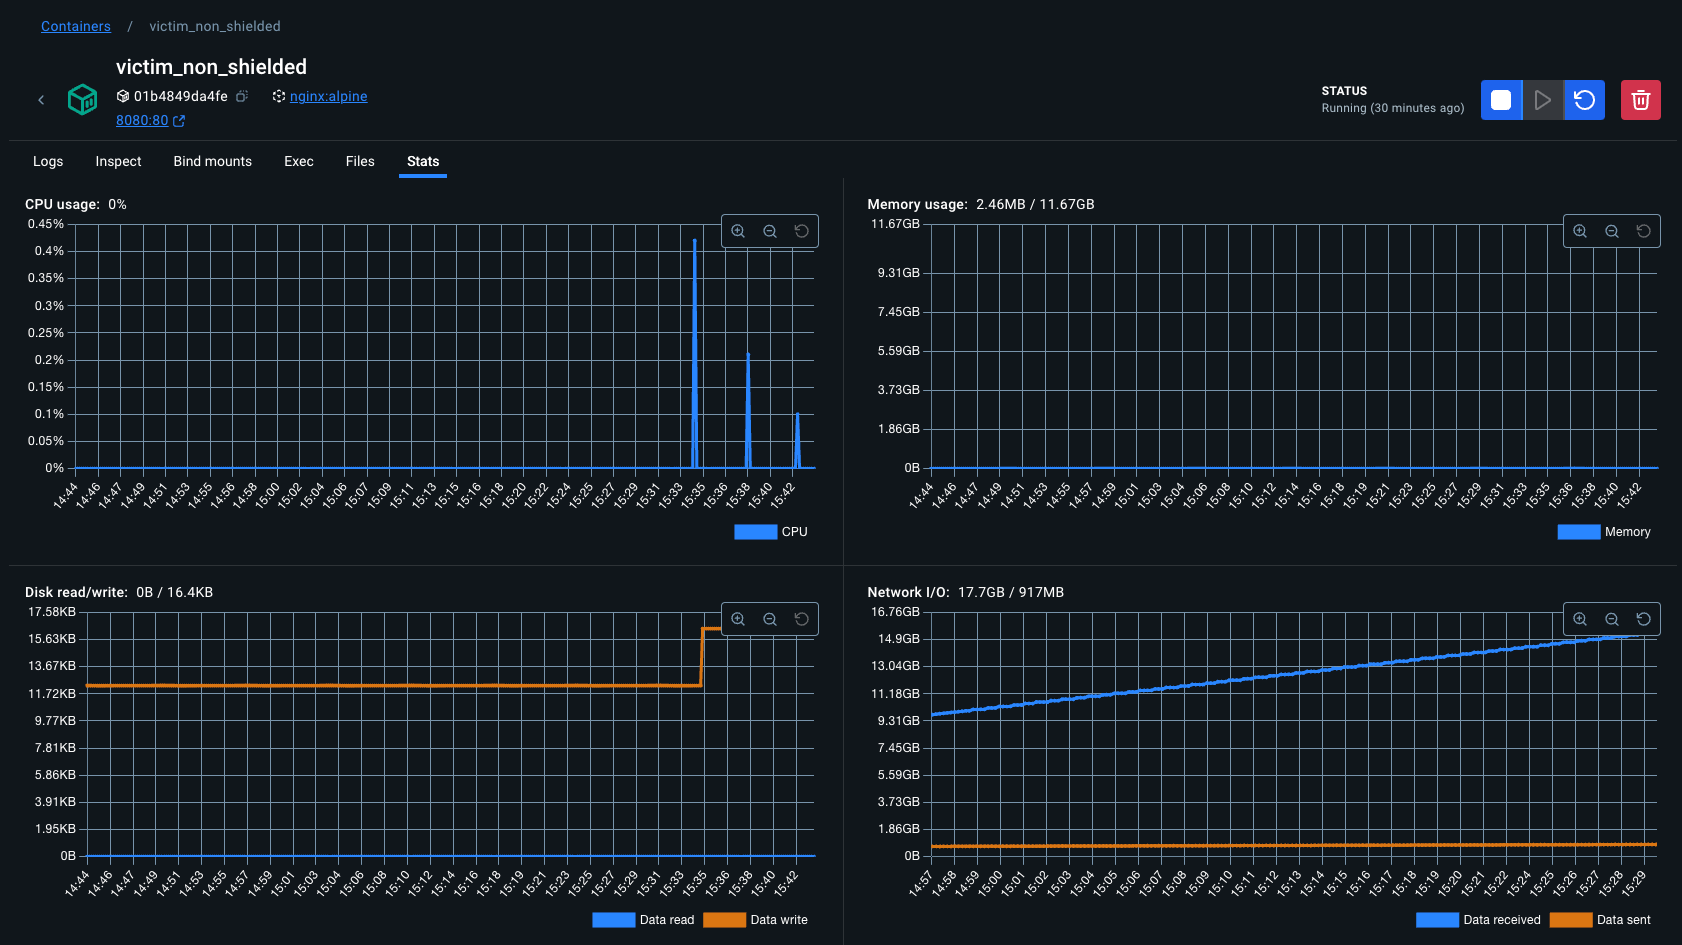 Containers / victim_non_shielded
victim_non_shielded
01b4849da4fe nginx:alpine
8080:80
STATUS
Running (30 minutes ago)
Logs Inspect Bind mounts Exec Files Stats
CPU usage: 0%
0.45%
0.4%
0.35%
0.3%
0.25%
0.2%
0.15%
0.1%
0.05%
0%
14:44 14:46 14:47 14:49 14:51 14:53 14:55 14:56 14:58 15:00 15:02 15:04 15:06 15:07 15:09 15:11 15:13 15:15 15:16 15:18 15:20 15:22 15:24 15:25 15:27 15:29 15:31 15:33 15:35 15:36 15:38 15:40 15:42
CPU
Memory usage: 2.46MB / 11.67GB
11.67GB
9.31GB
7.45GB
5.59GB
3.73GB
1.86GB
0B
14:44 14:46 14:47 14:49 14:51 14:53 14:55 14:57 14:59 15:01 15:03 15:04 15:06 15:08 15:10 15:12 15:14 15:16 15:18 15:19 15:21 15:23 15:25 15:27 15:29 15:31 15:33 15:35 15:36 15:38 15:40 15:42
Memory
Disk read/write: 0B / 16.4KB
17.58KB
15.63KB
13.67KB
11.72KB
9.77KB
7.81KB
5.86KB
3.91KB
1.95KB
0B
14:44 14:46 14:47 14:49 14:51 14:53 14:55 14:57 14:59 15:01 15:03 15:04 15:06 15:08 15:10 15:12 15:14 15:16 15:18 15:19 15:21 15:23 15:25 15:27 15:29 15:31 15:33 15:35 15:36 15:38 15:40 15:42
Data read Data write
Network I/O: 17.7GB / 917MB
16.76GB
14.9GB
13.04GB
11.18GB
9.31GB
7.45GB
5.59GB
3.73GB
1.86GB
0B
14:57 14:58 14:59 15:00 15:01 15:02 15:03 15:04 15:05 15:06 15:07 15:08 15:09 15:10 15:11 15:12 15:13 15:14 15:15 15:16 15:17 15:18 15:19 15:20 15:21 15:22 15:24 15:25 15:26 15:27 15:28 15:29
Data received Data sent